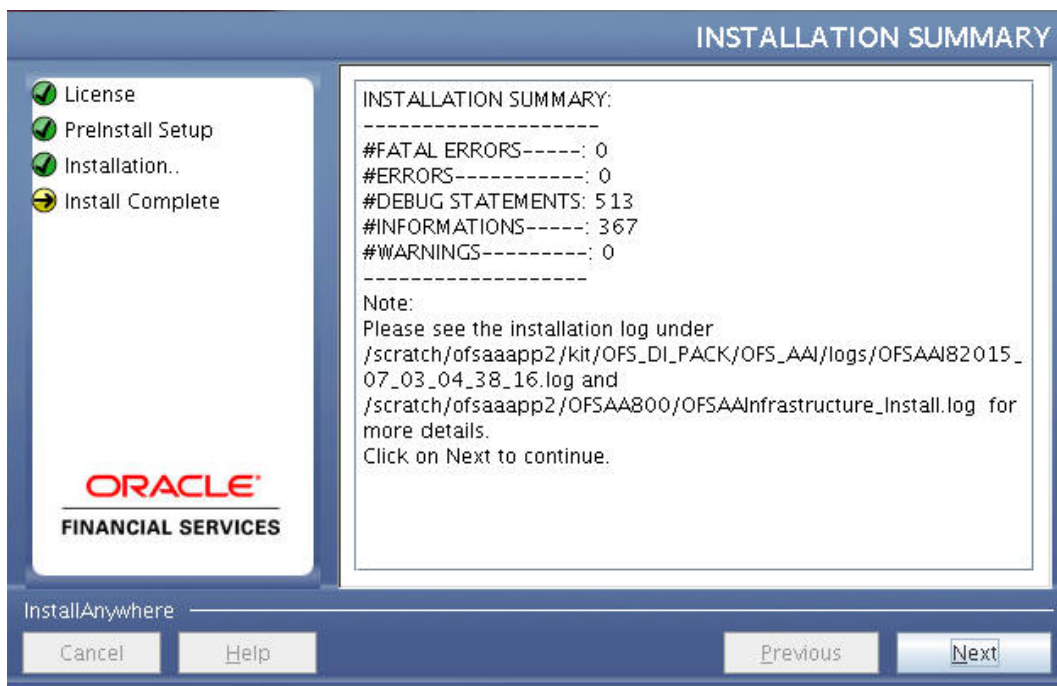 INSTALLATION SUMMARY
License
PreInstall Setup
Installation..
Install Complete
ORACLE®
FINANCIAL SERVICES
INSTALLATION SUMMARY:
--------------------
#FATAL ERRORS-----: 0
#ERRORS-----------: 0
#DEBUG STATEMENTS: 513
#INFORMATIONS-----: 367
#WARNINGS---------: 0
-------------------
Note:
Please see the installation log under
/scratch/ofsaaapp2/kit/OFS_DI_PACK/OFS_AAI/logs/OFSAAI82015_
07_03_04_38_16.log and
/scratch/ofsaaapp2/OFSAA800/OFSAAInfrastructure_Install.log for
more details.
Click on Next to continue.
InstallAnywhere
Cancel
Help
Previous
Next